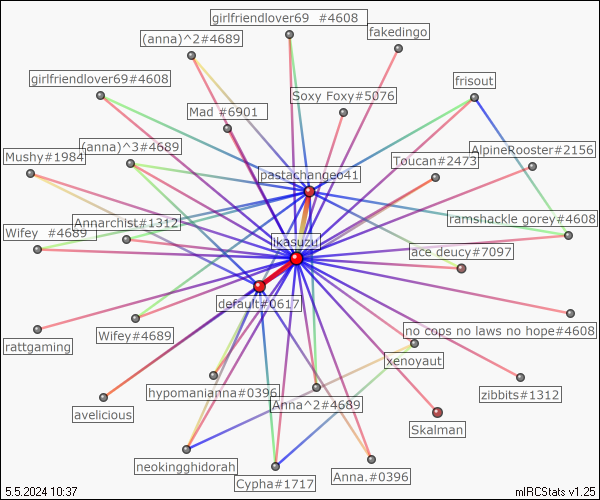 girlfriendlover69 #4608
fakedingo
(anna)^2#4689
girlfriendlover69#4608
frisout
Soxy Foxy#5076
Mad #6901
(anna)^3#4689
AlpineRooster#2156
Mushy#1984
Toucan#2473
pastachangeo41
Annarchist#1312
ramshackle gorey#4608
Wifey #4689
ikasuzu
ace deucy#7097
default#0617
no cops no laws no hope#4608
Wifey#4689
rattgaming
xenoyaut
hypomanianna#0396
zibbits#1312
Anna^2#4689
avelicious
Skalman
neokingghidorah
Anna.#0396
Cypha#1717
5.5.2024 10:37
mIRCStats v1.25